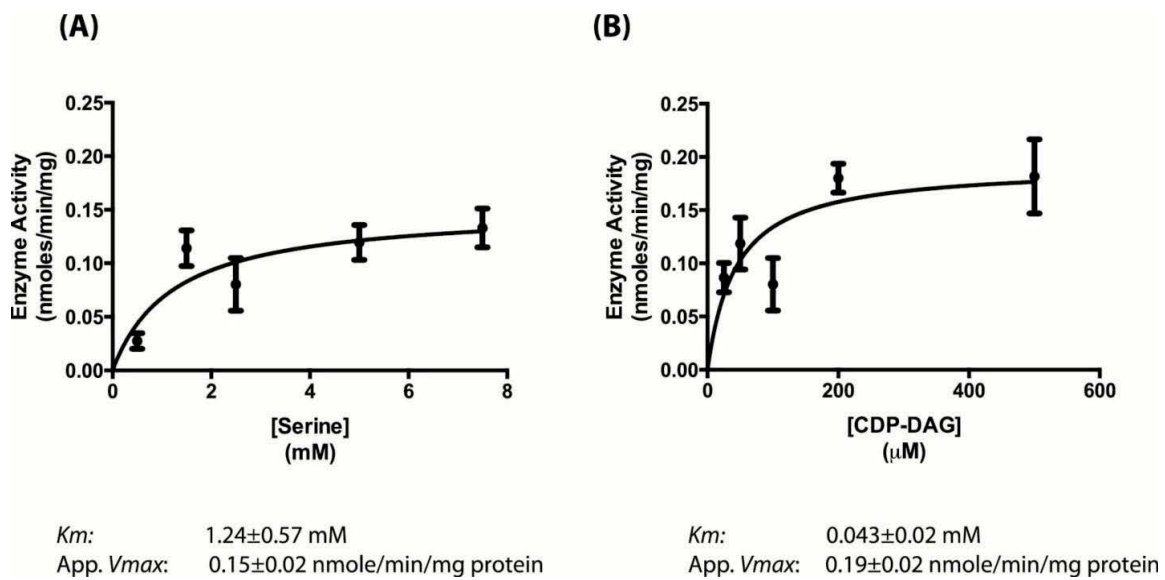 (A)
0.25
0.20
0.15
0.10
0.05
0.00
Enzyme Activity
(nmoles/min/mg)
0 2 4 6 8
[Serine]
(mM)
Km: 1.24±0.57 mM
App. Vmax: 0.15±0.02 nmole/min/mg protein
(B)
0.25
0.20
0.15
0.10
0.05
0.00
Enzyme Activity
(nmoles/min/mg)
0 200 400 600
[CDP-DAG]
(μM)
Km: 0.043±0.02 mM
App. Vmax: 0.19±0.02 nmole/min/mg protein